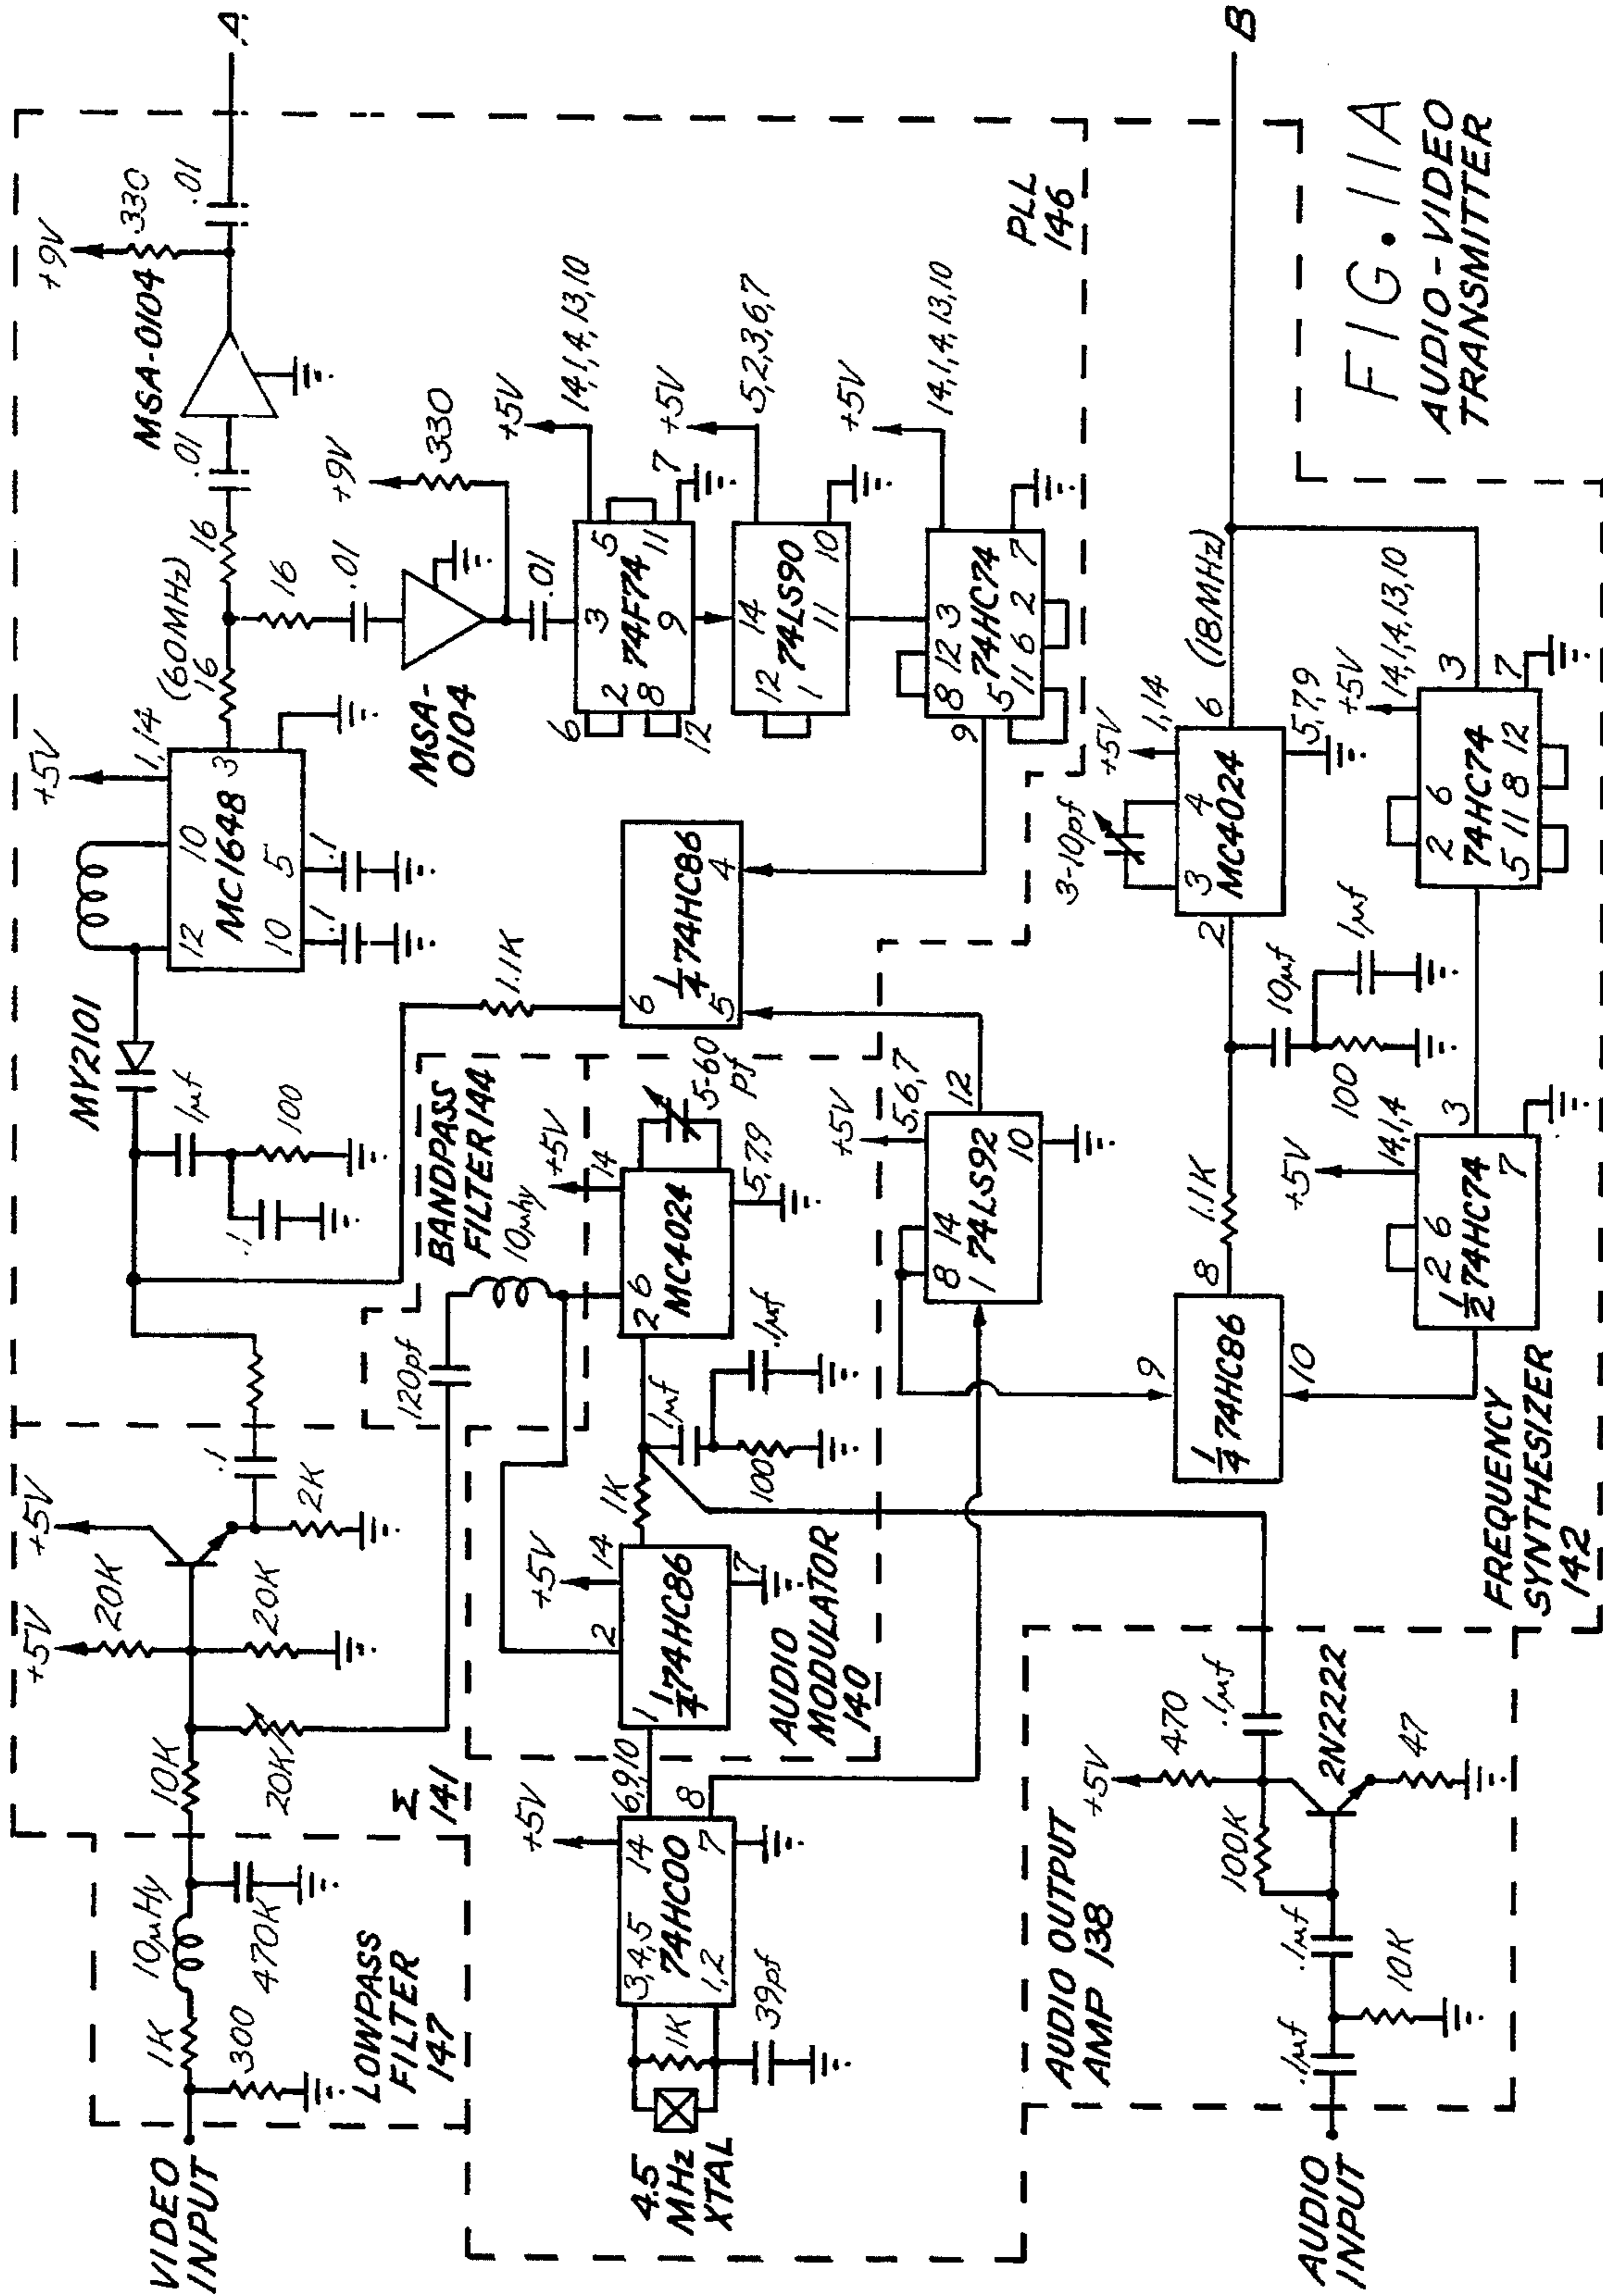 +5V
+9V
MY2101
12 10
MC1648
10 5 3
1,14
(60MHz)
16
16
.01
MSA-0104
330
.01
A
.1
.1
1µf
.1
100
16
.01
MSA-
0104
+9V
330
.01
+5V
14,1,4,13,10
3 5
74F74
2 8 9 11
6
12
7
+5V
5,2,3,6,7
14
12 74LS90
1 11 10
+5V
14,1,4,13,10
8 12 3
74HC74
5 11 6 2 7
9
PLL
146
VIDEO
INPUT
1K
10µHy
300
470K
LOWPASS
FILTER
147
10K
+5V
20K
20K
+5V
20K
.1
2K
Σ
141
120pf
BANDPASS
FILTER 144
10µhy
1.1K
6
¼74HC86
5 4
+5V
14
2 6
MC4024
5,7,9
5-60
pf
1µf
.1µf
100
1K
+5V
14
2
1 ¼74HC86
7
AUDIO
MODULATOR
140
4.5
MHz
XTAL
1K
39pf
3,4,5 14
74HC00
1,2 7
+5V
6,9,10
8
+5V
5,6,7
12
8 14
74LS92
1 10
9
¼74HC86
10
8
1.1K
10µf
1µf
100
3-10pf
+5V
1,14
2
3 4
MC4024
6
5,7,9
(18MHz)
B
+5V
14,1,4,13,10
3
2 6
74HC74
5 11 8 12
7
+5V
14,1,4
3
2 6
½74HC74
7
FREQUENCY
SYNTHESIZER
142
AUDIO OUTPUT
AMP 138
+5V
470
.1µf
100K
2N2222
47
.1µf
.1µf
10K
AUDIO
INPUT
FIG. 11A
AUDIO-VIDEO
TRANSMITTER